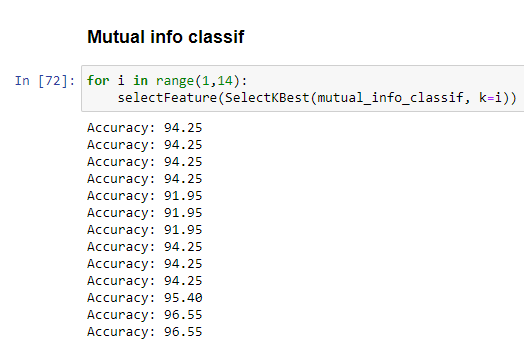 Mutual info classif
In [72]: for i in range(1,14):
selectFeature(SelectKBest(mutual_info_classif, k=i))
Accuracy: 94.25
Accuracy: 94.25
Accuracy: 94.25
Accuracy: 94.25
Accuracy: 91.95
Accuracy: 91.95
Accuracy: 91.95
Accuracy: 94.25
Accuracy: 94.25
Accuracy: 94.25
Accuracy: 95.40
Accuracy: 96.55
Accuracy: 96.55